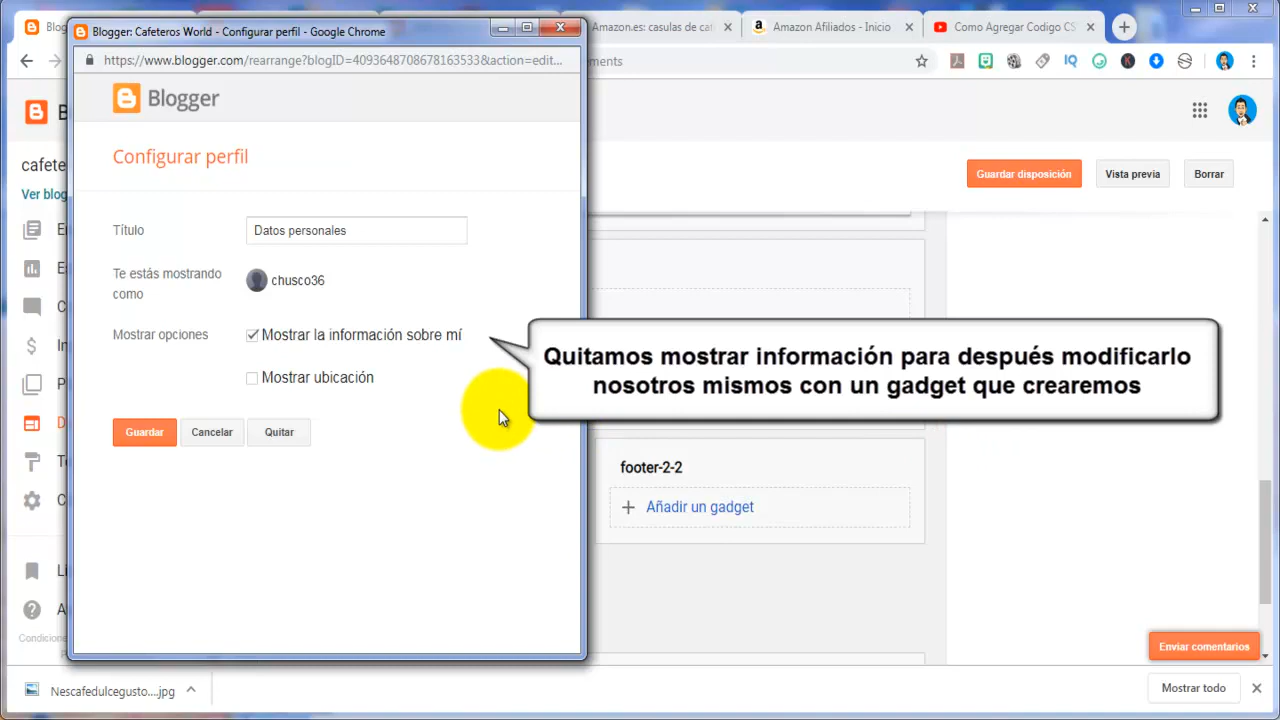 Blogger: Cafeteros World - Configurar perfil - Google Chrome
Blog
Amazon.es: casulas de caf
Amazon Afiliados - Inicio
Como Agregar Codigo CS
https://www.blogger.com/rearrange?blogID=4093648708678163533&action=edit...
ements
Blogger
Configurar perfil
cafete
Ver blog
Guardar disposición
Vista previa
Borrar
Título
Datos personales
Te estás mostrando
como
chusco36
Mostrar opciones
Mostrar la información sobre mí
Mostrar ubicación
Guardar
Cancelar
Quitar
Quitamos mostrar información para después modificarlo
nosotros mismos con un gadget que crearemos
footer-2-2
Añadir un gadget
Condicione
Enviar comentarios
Nescafedulcegusto....jpg
Mostrar todo